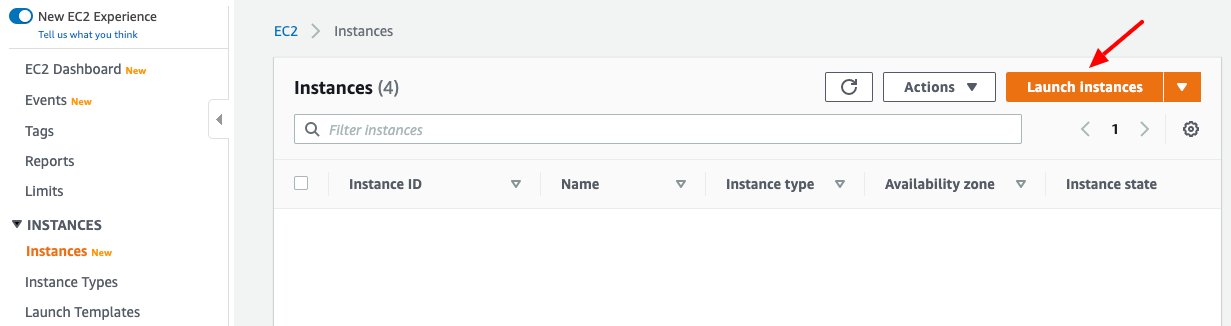 New EC2 Experience
Tell us what you think
EC2 Dashboard New
Events New
Tags
Reports
Limits
INSTANCES
Instances New
Instance Types
Launch Templates
EC2 Instances
Instances (4) Actions Launch instances
Filter instances 1
Instance ID Name Instance type Availability zone Instance state